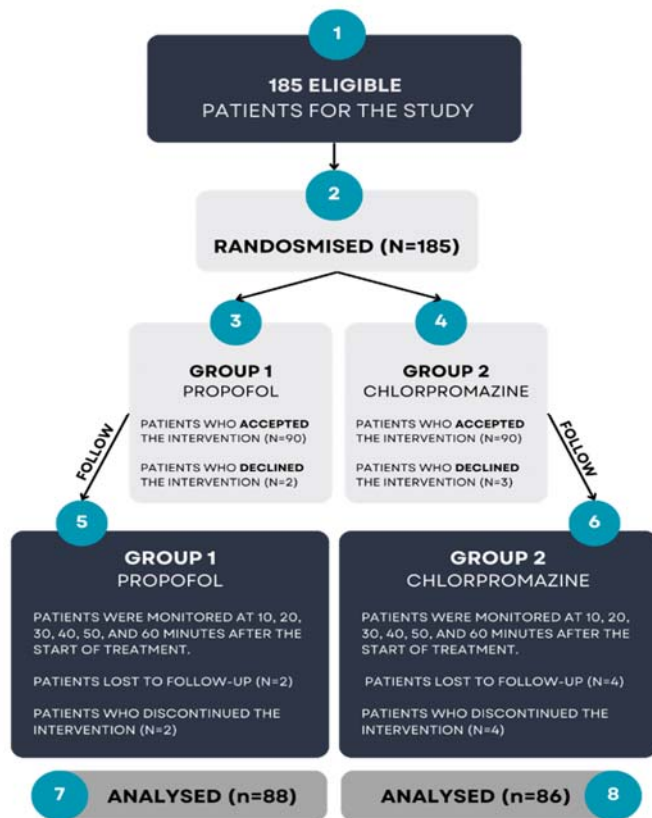 1
185 ELIGIBLE
PATIENTS FOR THE STUDY
2
RANDOSMISED (N=185)
3
GROUP 1
PROPOFOL
PATIENTS WHO ACCEPTED
THE INTERVENTION (N=90)
PATIENTS WHO DECLINED
THE INTERVENTION (N=2)
4
GROUP 2
CHLORPROMAZINE
PATIENTS WHO ACCEPTED
THE INTERVENTION (N=90)
PATIENTS WHO DECLINED
THE INTERVENTION (N=3)
FOLLOW
FOLLOW
5
GROUP 1
PROPOFOL
PATIENTS WERE MONITORED AT 10, 20,
30, 40, 50, AND 60 MINUTES AFTER THE
START OF TREATMENT.
PATIENTS LOST TO FOLLOW-UP (N=2)
PATIENTS WHO DISCONTINUED THE
INTERVENTION (N=2)
6
GROUP 2
CHLORPROMAZINE
PATIENTS WERE MONITORED AT 10, 20,
30, 40, 50, AND 60 MINUTES AFTER THE
START OF TREATMENT.
PATIENTS LOST TO FOLLOW-UP (N=4)
PATIENTS WHO DISCONTINUED THE
INTERVENTION (N=4)
7
ANALYSED (n=88)
ANALYSED (n=86)
8